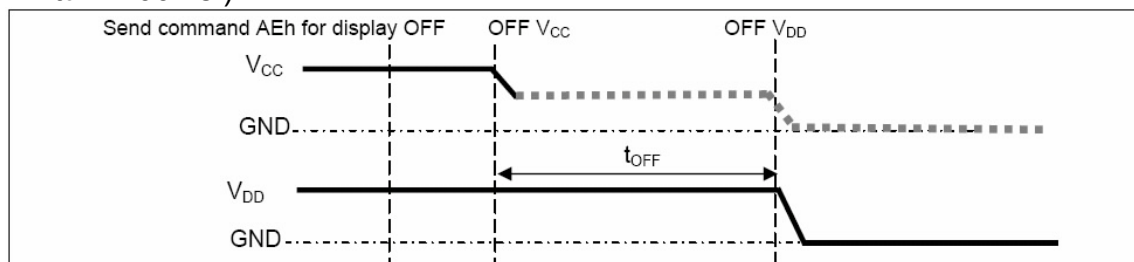 Send command AEh for display OFF OFF VCC OFF VDD
VCC
GND
tOFF
VDD
GND